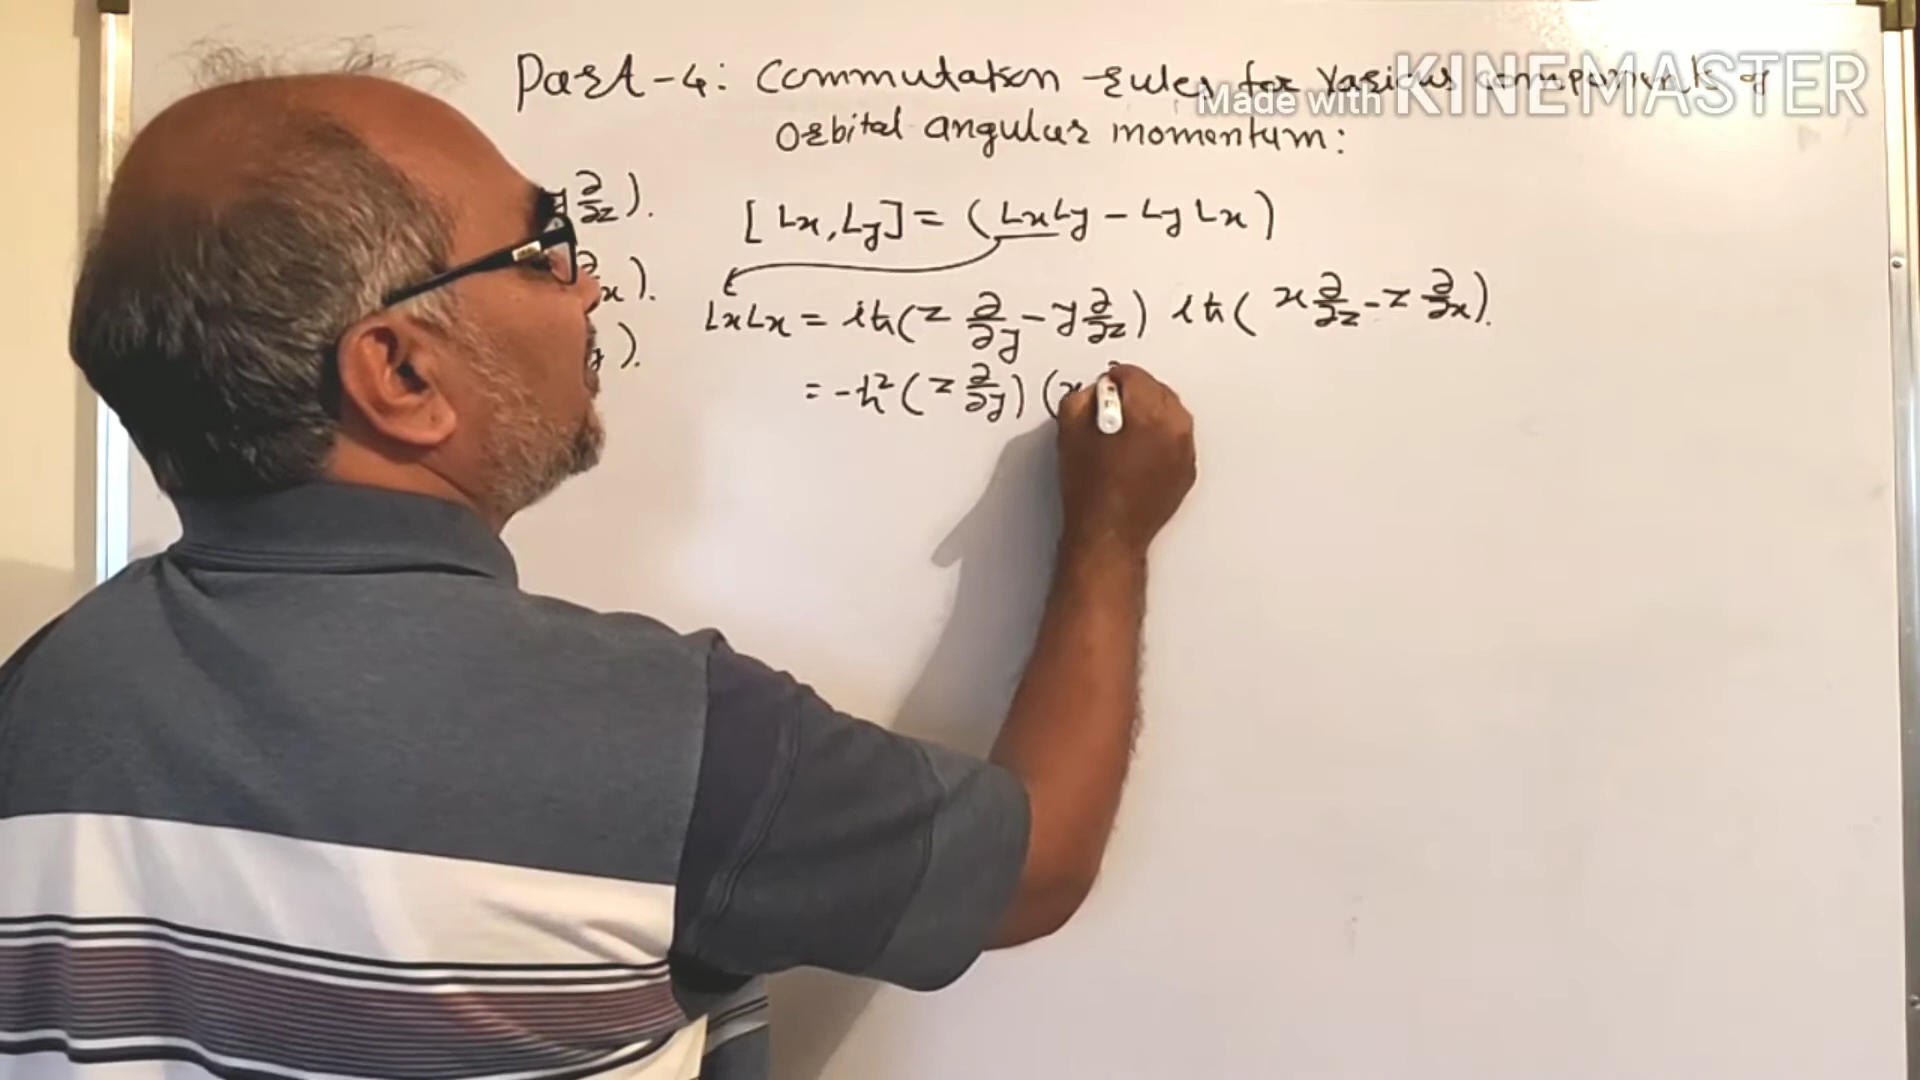 Part-4: Commutation rules for various components of
Made with KINEMASTER
orbital angular momentum:
y ∂/∂z).
[Lx, Ly] = (LxLy - LyLx)
∂/∂x).
LxLx = iħ(z ∂/∂y - y ∂/∂z) iħ(x ∂/∂z - z ∂/∂x).
y).
= -ħ²(z ∂/∂y)(x